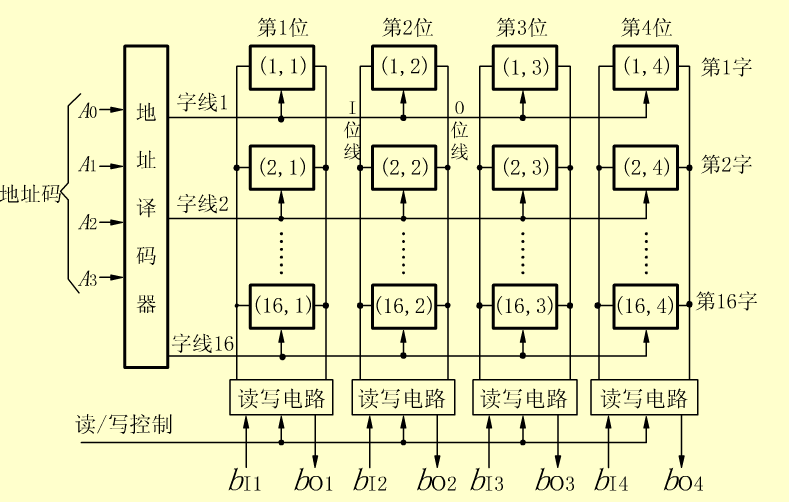 第1位 第2位 第3位 第4位
(1,1) (1,2) (1,3) (1,4) 第1字
A0 字线1 I位线 O位线
A1 (2,1) (2,2) (2,3) (2,4) 第2字
地址码 地址译码器
A2 字线2
A3 (16,1) (16,2) (16,3) (16,4) 第16字
字线16
读写电路 读写电路 读写电路 读写电路
读/写控制
bI1 bO1 bI2 bO2 bI3 bO3 bI4 bO4